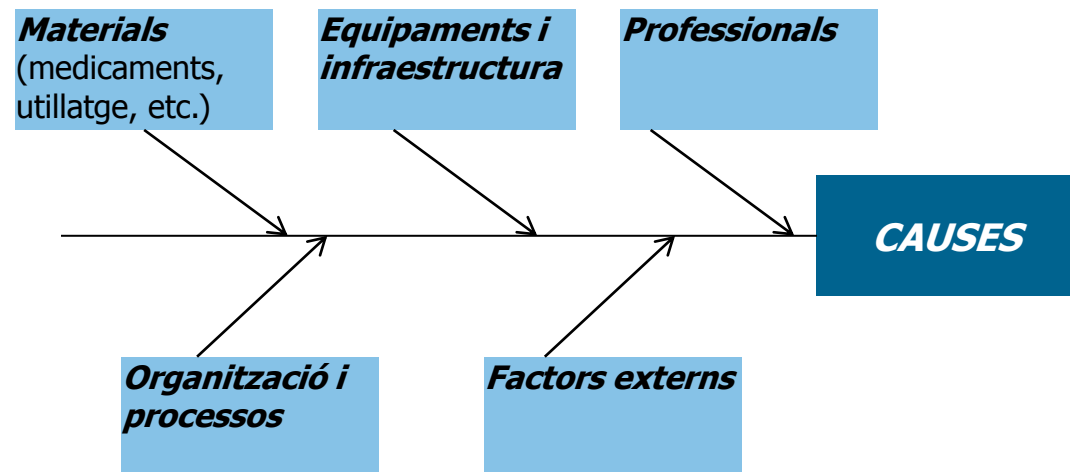 Materials
(medicaments,
utillatge, etc.)
Equipaments i
infraestructura
Professionals
CAUSES
Organització i
processos
Factors externs